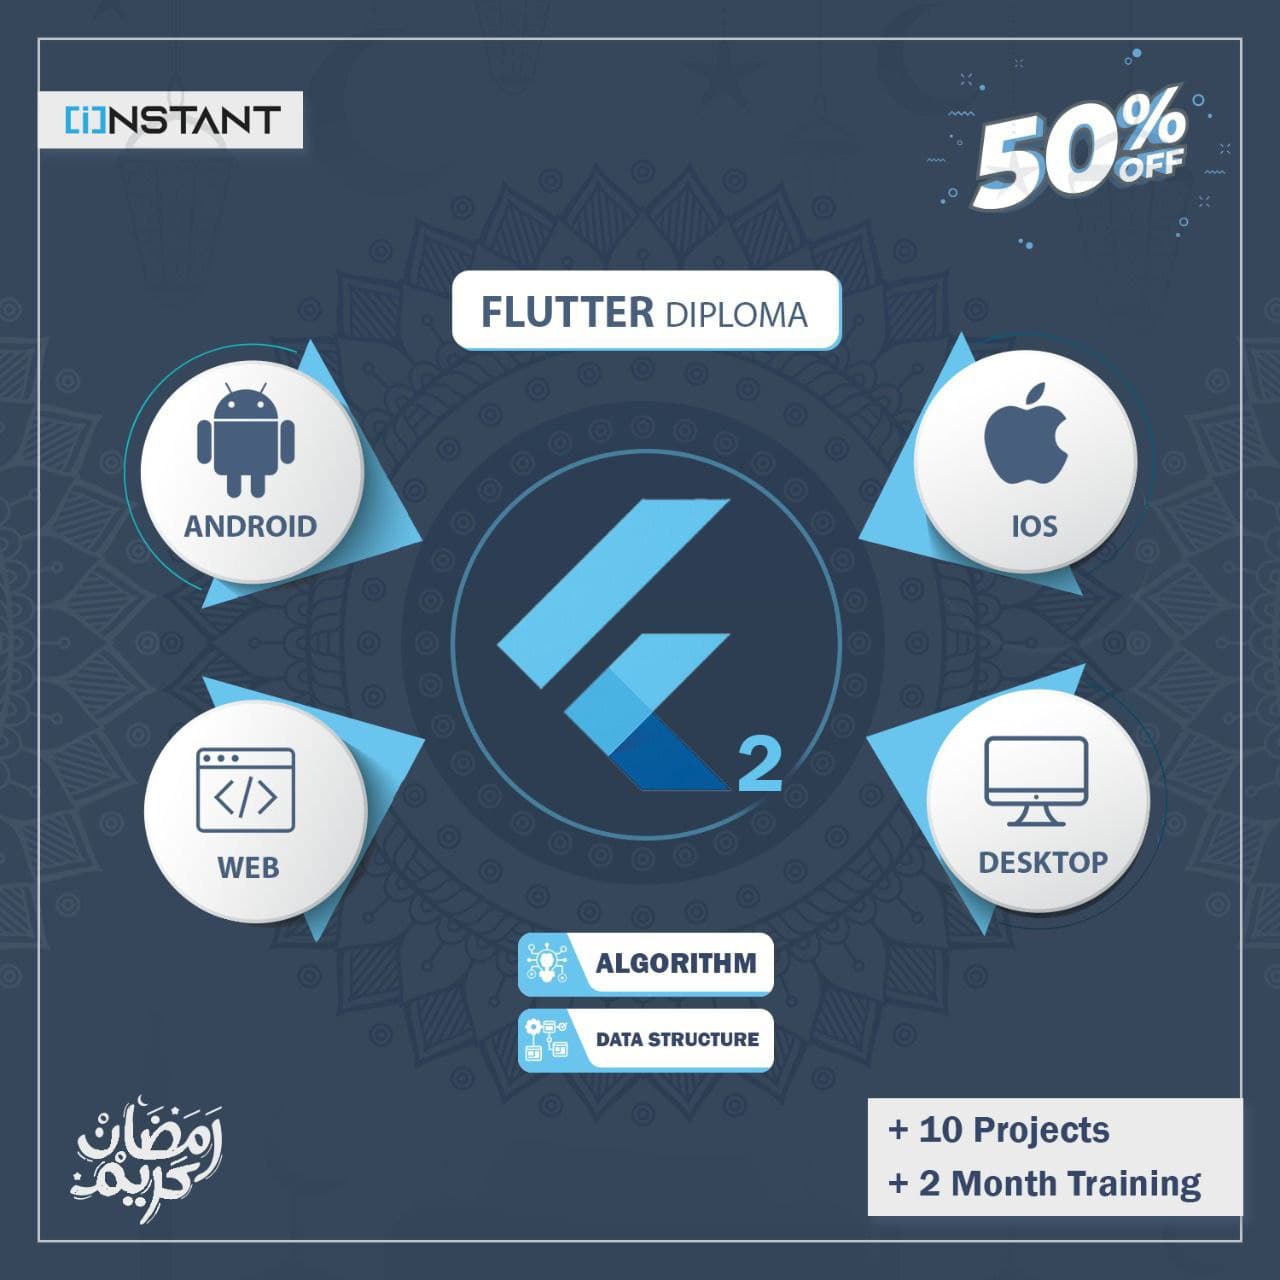 [i]NSTANT
50% OFF
FLUTTER DIPLOMA
ANDROID
IOS
2
WEB
DESKTOP
ALGORITHM
DATA STRUCTURE
رمضان
كريم
+ 10 Projects
+ 2 Month Training